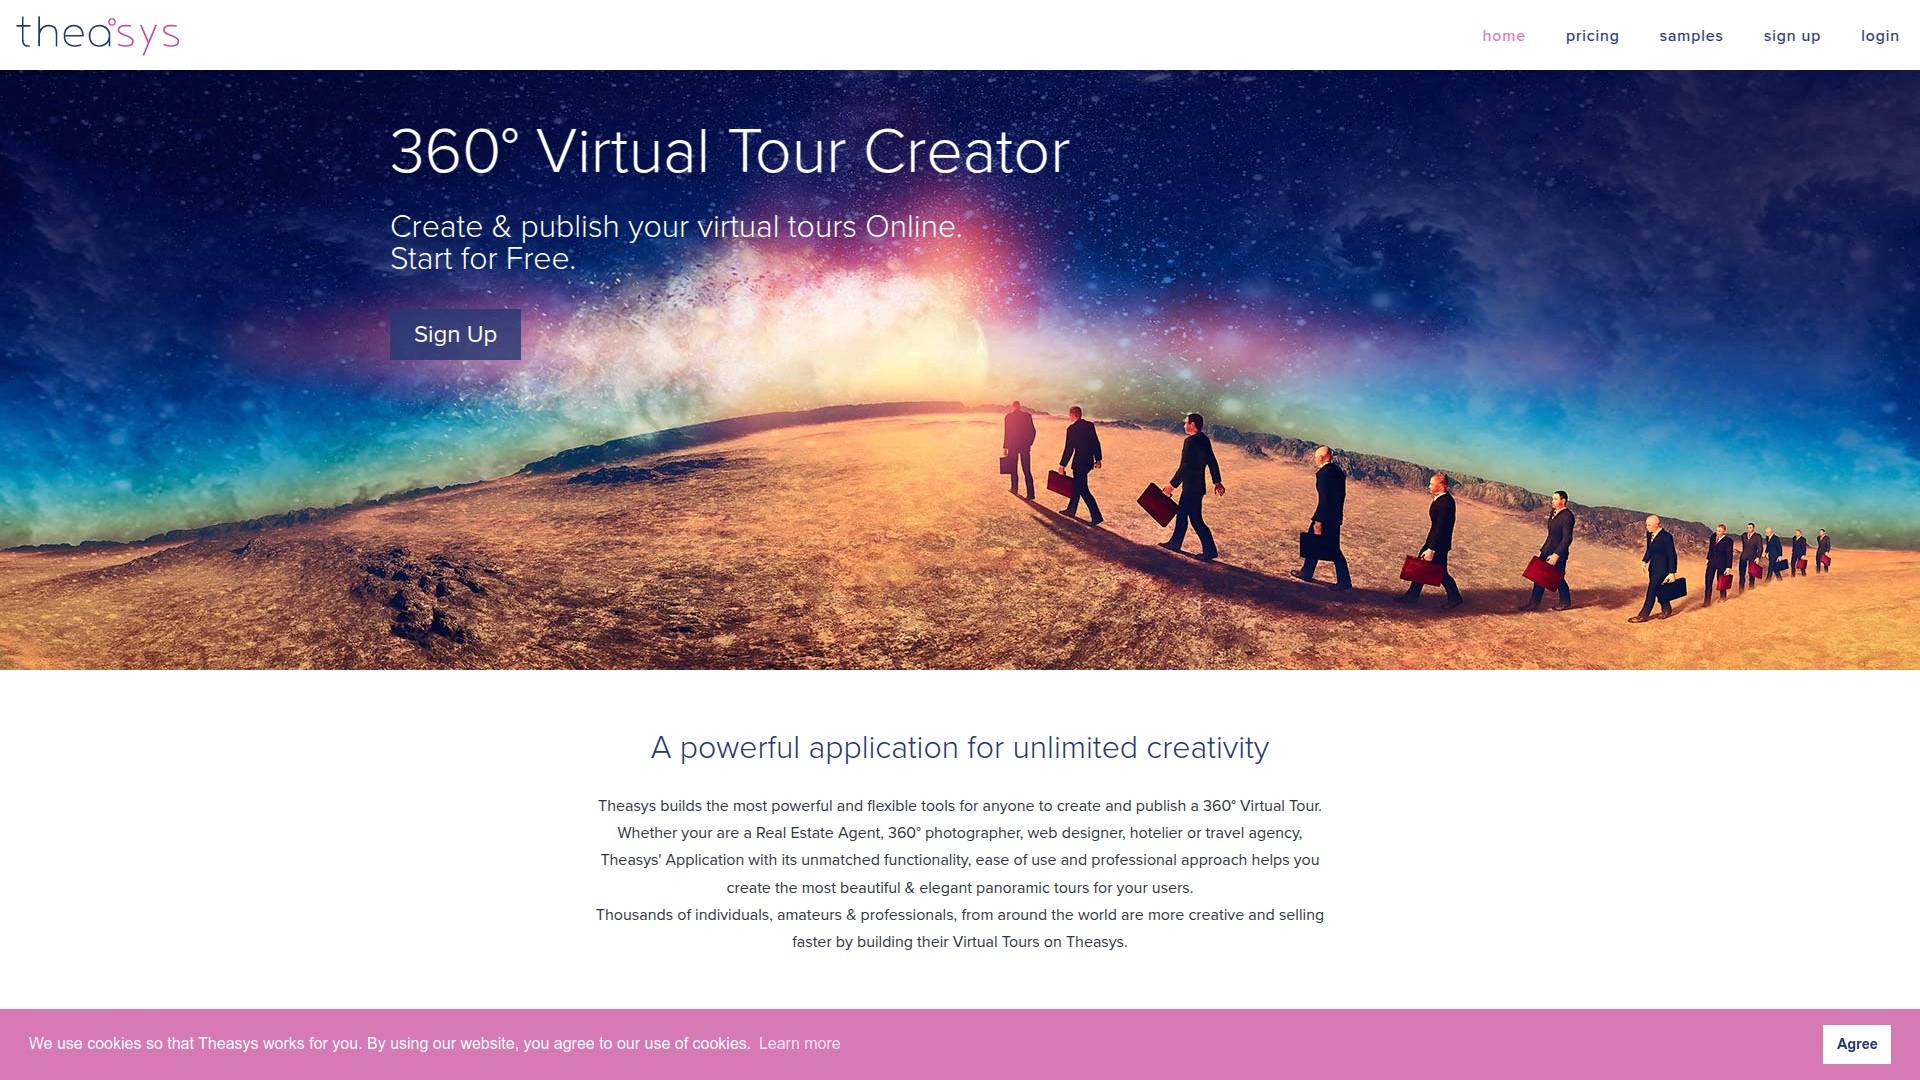 thea°sys
home
pricing
samples
sign up
login
360° Virtual Tour Creator
Create & publish your virtual tours Online.
Start for Free.
Sign Up
A powerful application for unlimited creativity
Theasys builds the most powerful and flexible tools for anyone to create and publish a 360° Virtual Tour.
Whether your are a Real Estate Agent, 360° photographer, web designer, hotelier or travel agency,
Theasys' Application with its unmatched functionality, ease of use and professional approach helps you
create the most beautiful & elegant panoramic tours for your users.
Thousands of individuals, amateurs & professionals, from around the world are more creative and selling
faster by building their Virtual Tours on Theasys.
We use cookies so that Theasys works for you. By using our website, you agree to our use of cookies. Learn more
Agree